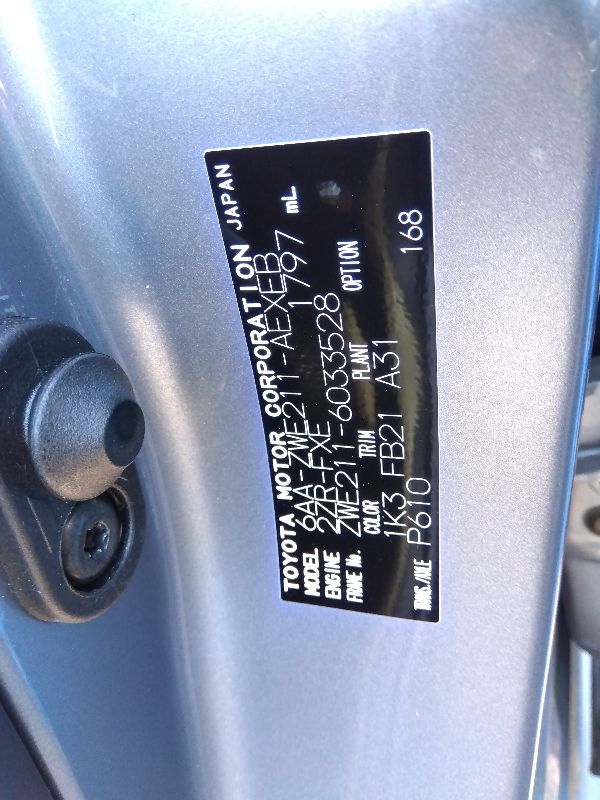 TOYOTA MOTOR CORPORATION JAPAN
MODEL 6AA-ZWE211-AEXEB
ENGINE 2ZR-FXE 1797 mL
FRAME No. ZWE211-6033528
COLOR TRIM PLANT OPTION
1K3 FB21 A31
TRANS./AXLE P610 168